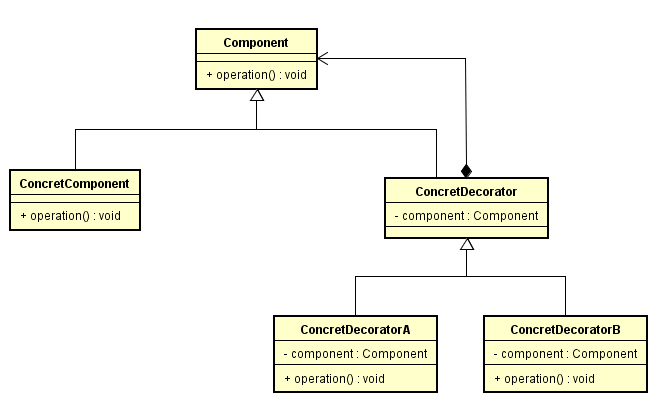 Component
+ operation() : void
ConcretComponent
+ operation() : void
ConcretDecorator
- component : Component
ConcretDecoratorA
- component : Component
+ operation() : void
ConcretDecoratorB
- component : Component
+ operation() : void